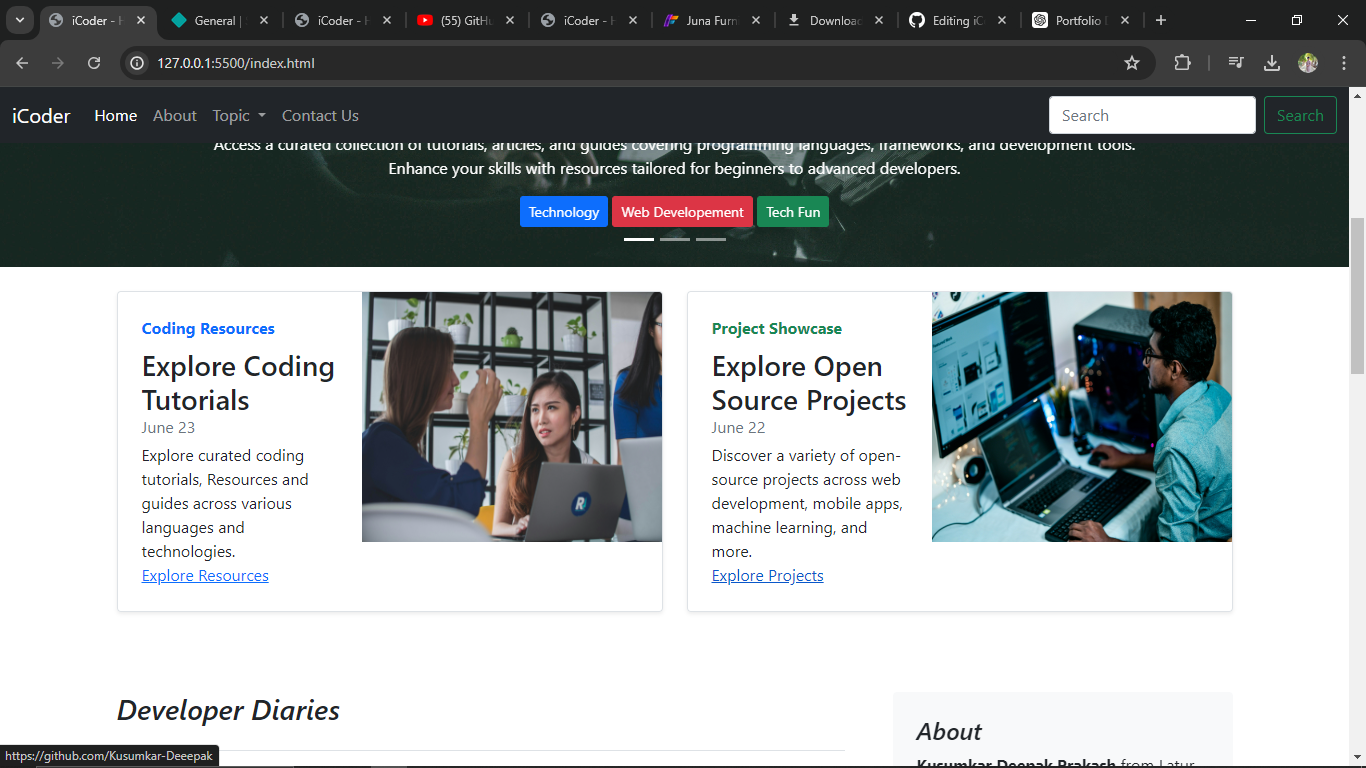 iCoder - H
General |
iCoder - H
(55) GitHu
iCoder - H
Juna Furn
Download
Editing iC
Portfolio
127.0.0.1:5500/index.html
iCoder Home About Topic Contact Us Search Search
Access a curated collection of tutorials, articles, and guides covering programming languages, frameworks, and development tools.
Enhance your skills with resources tailored for beginners to advanced developers.
Technology Web Developement Tech Fun
Coding Resources
Explore Coding
Tutorials
June 23
Explore curated coding
tutorials, Resources and
guides across various
languages and
technologies.
Explore Resources
R
Project Showcase
Explore Open
Source Projects
June 22
Discover a variety of open-
source projects across web
development, mobile apps,
machine learning, and
more.
Explore Projects
Developer Diaries
About
Kusumkar Deepak Prakash from Latur
https://github.com/Kusumkar-Deeepak